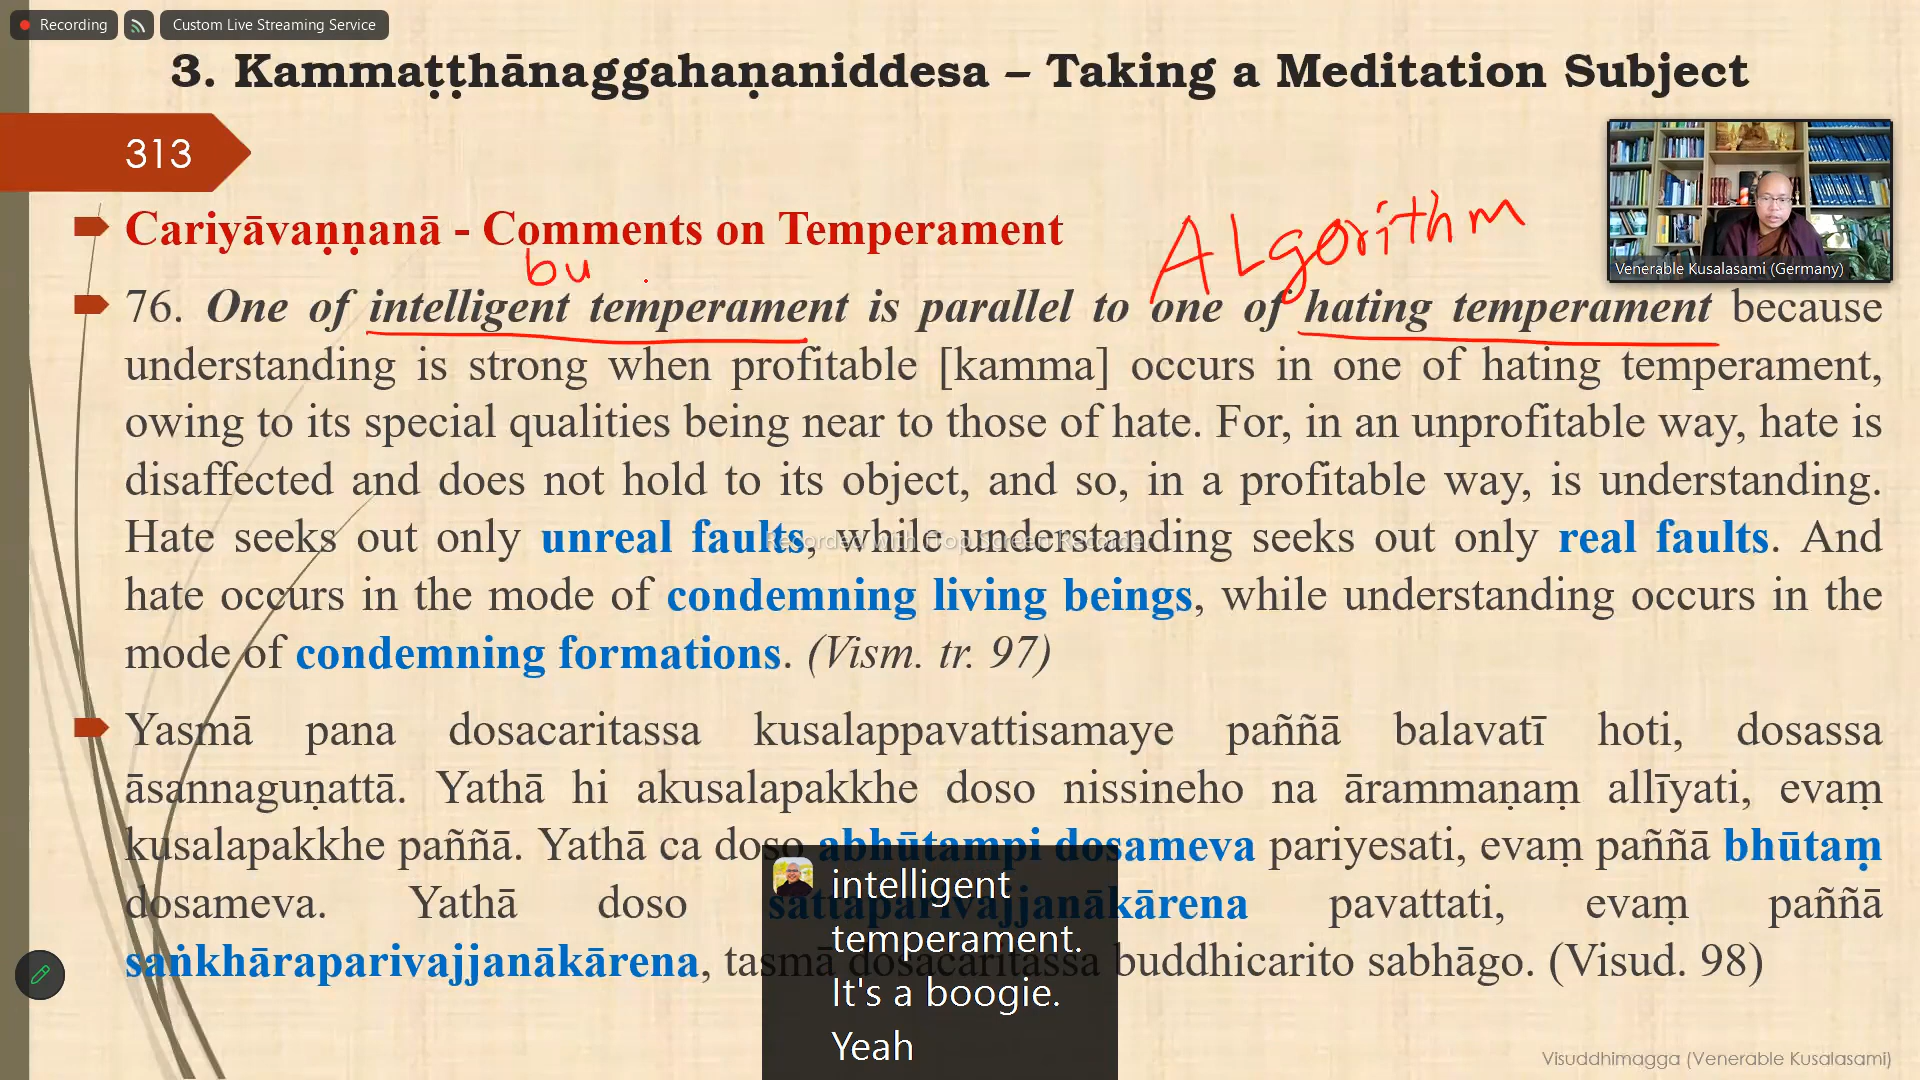 Recording
Custom Live Streaming Service
3. Kammaṭṭhānaggahaṇaniddesa – Taking a Meditation Subject
313
Venerable Kusalasami (Germany)
Cariyāvaṇṇanā - Comments on Temperament
ALgorithm
bu
76. One of intelligent temperament is parallel to one of hating temperament because
understanding is strong when profitable [kamma] occurs in one of hating temperament,
owing to its special qualities being near to those of hate. For, in an unprofitable way, hate is
disaffected and does not hold to its object, and so, in a profitable way, is understanding.
Hate seeks out only unreal faults, while understanding seeks out only real faults. And
Recorded with iTop Screen Recorder
hate occurs in the mode of condemning living beings, while understanding occurs in the
mode of condemning formations. (Vism. tr. 97)
Yasmā pana dosacaritassa kusalappavattisamaye paññā balavatī hoti, dosassa
āsannaguṇattā. Yathā hi akusalapakkhe doso nissineho na ārammaṇaṃ allīyati, evaṃ
kusalapakkhe paññā. Yathā ca doso abhūtampi dosameva pariyesati, evaṃ paññā bhūtaṃ
dosameva. Yathā doso sattaparivajjanākārena pavattati, evaṃ paññā
saṅkhāraparivajjanākārena, tasmā dosacaritassa buddhicarito sabhāgo. (Visud. 98)
intelligent
temperament.
It's a boogie.
Yeah
Visuddhimagga (Venerable Kusalasami)